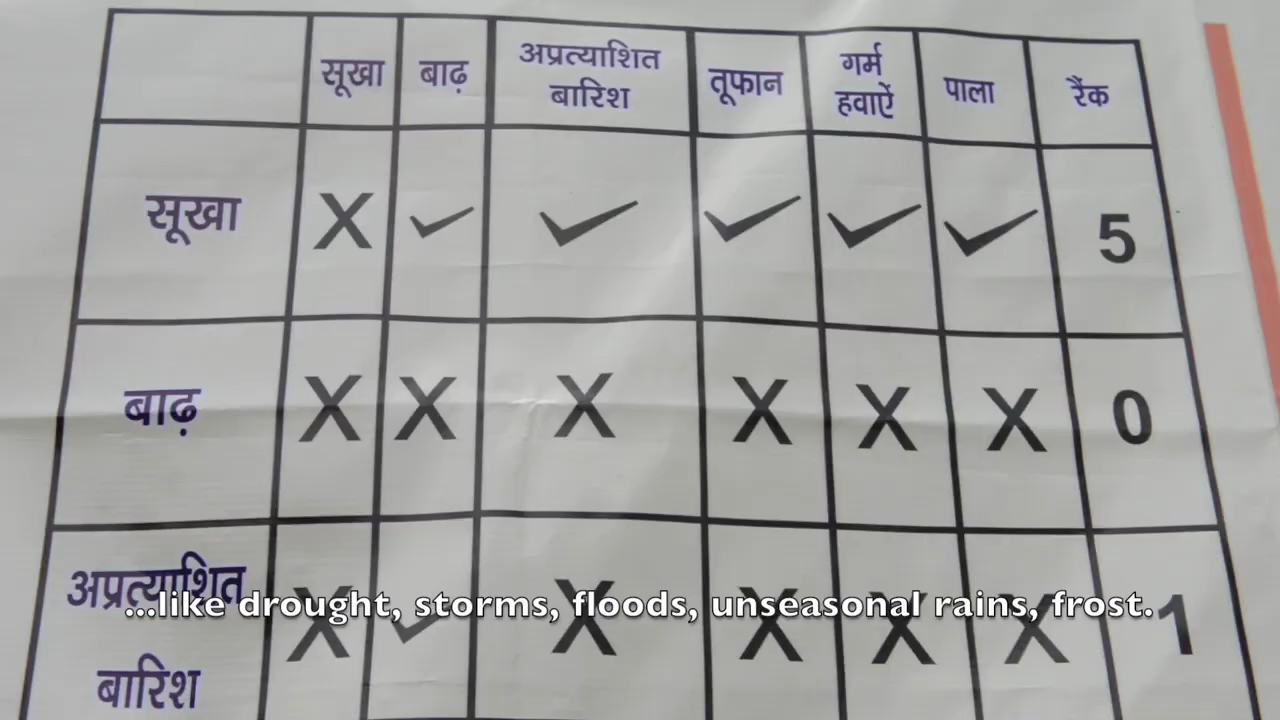 सूखा बाढ़ अप्रत्याशित बारिश तूफान गर्म हवाऐं पाला रैंक
सूखा X ✓ ✓ ✓ ✓ ✓ 5
बाढ़ X X X X X X 0
अप्रत्याशित बारिश X ✓ X X X X 1
...like drought, storms, floods, unseasonal rains, frost.